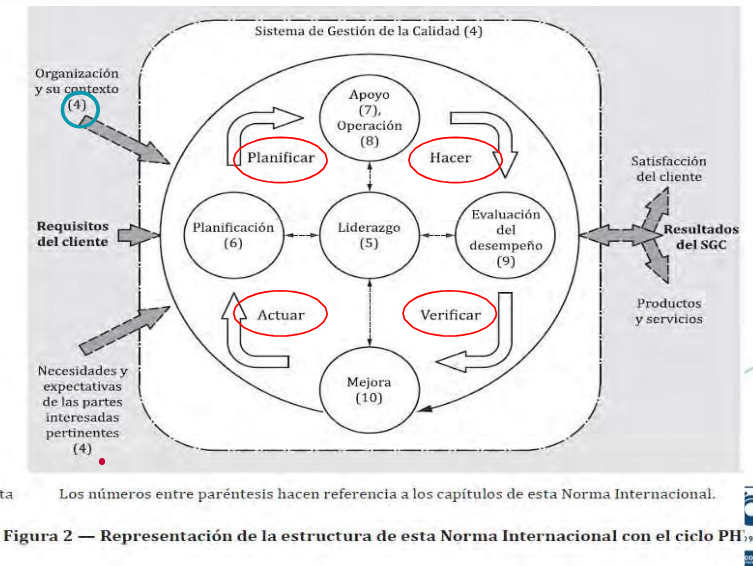 Sistema de Gestión de la Calidad (4)
Organización
y su contexto
(4)
Apoyo
(7),
Operación
(8)
Planificar
Hacer
Satisfacción
del cliente
Requisitos
del cliente
Planificación
(6)
Liderazgo
(5)
Evaluación
del
desempeño
(9)
Resultados
del SGC
Actuar
Verificar
Productos
y servicios
Necesidades y
expectativas
de las partes
interesadas
pertinentes
(4)
Mejora
(10)
ta Los números entre paréntesis hacen referencia a los capítulos de esta Norma Internacional.
Figura 2 — Representación de la estructura de esta Norma Internacional con el ciclo PH